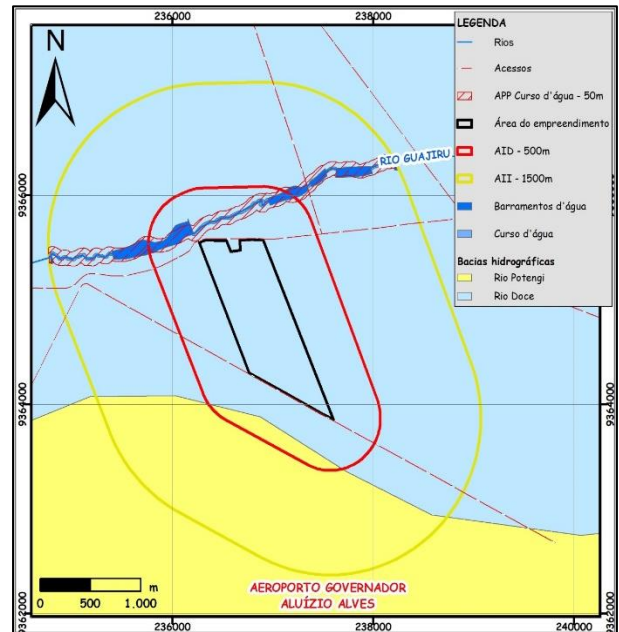 236000
238000
LEGENDA
Rios
Acessos
APP Curso d'água - 50m
Área do empreendimento
AID - 500m
AII - 1500m
Barramentos d'água
Curso d'água
Bacias hidrográficas
Rio Potengi
Rio Doce
N
RIO GUAJIRU
9366000
9364000
9364000
9362000
0 500 1.000 m
AEROPORTO GOVERNADOR
ALUÍZIO ALVES
236000
238000
240000